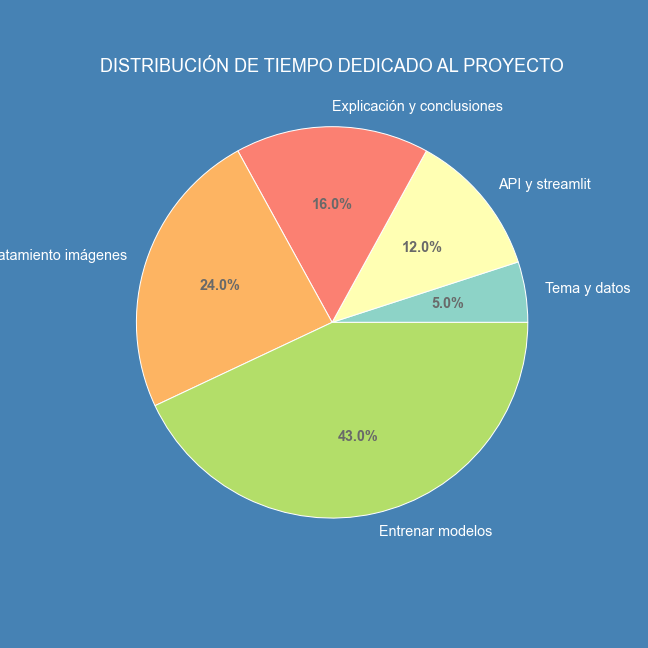 DISTRIBUCIÓN DE TIEMPO DEDICADO AL PROYECTO
Explicación y conclusiones
API y streamlit
16.0%
12.0%
imágenes
24.0%
Tema y datos
5.0%
43.0%
Entrenar modelos